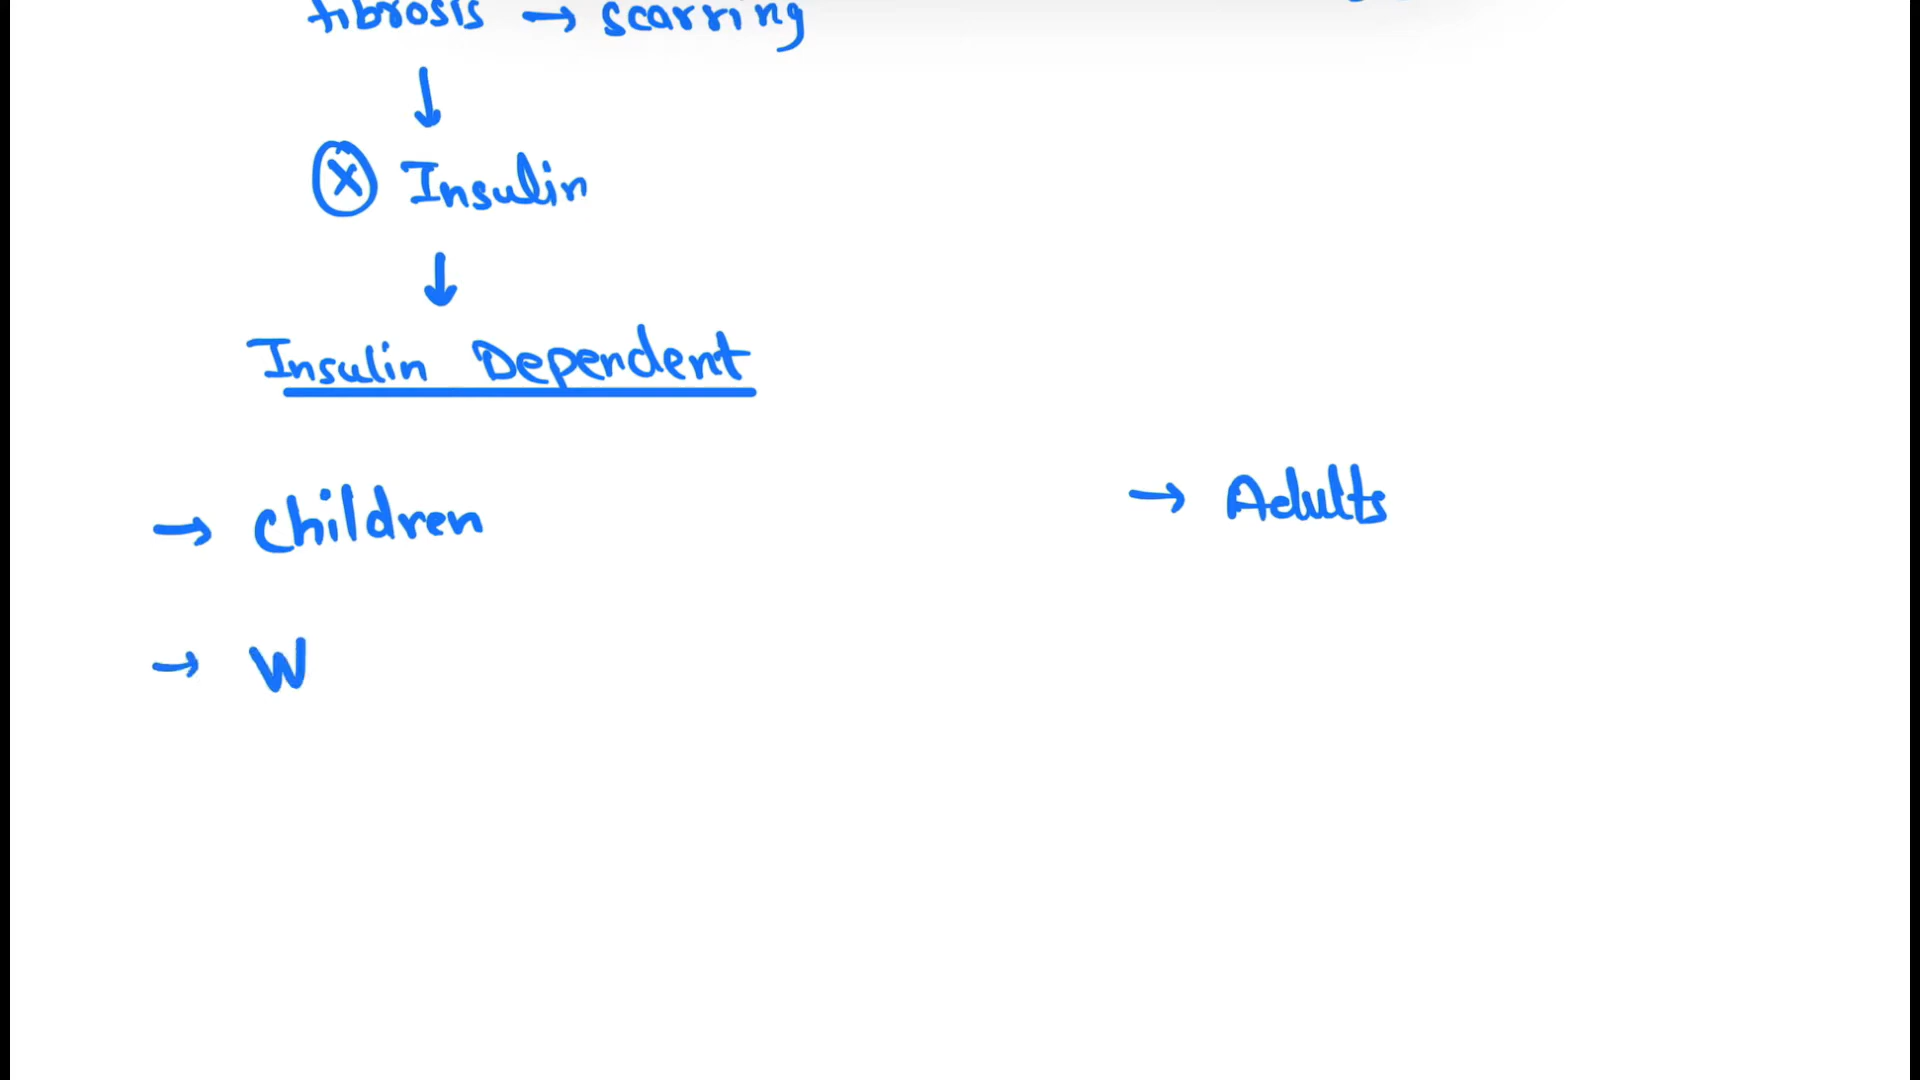 fibrosis → scarring
↓
ⓧ Insulin
↓
Insulin Dependent
→ Children
→ Adults
→ W